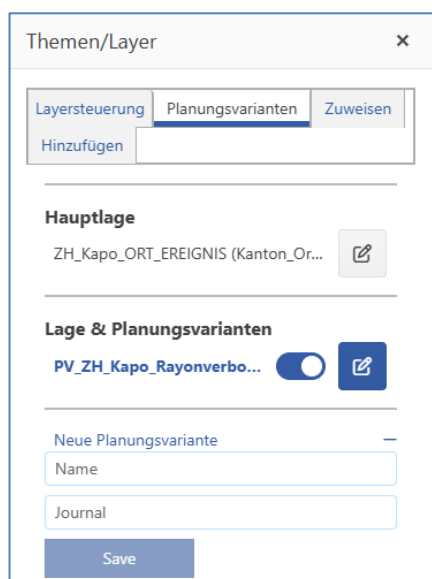 Themen/Layer
Layersteuerung Planungsvarianten Zuweisen
Hinzufügen
Hauptlage
ZH_Kapo_ORT_EREIGNIS (Kanton_Or...
Lage & Planungsvarianten
PV_ZH_Kapo_Rayonverbo...
Neue Planungsvariante
Name
Journal
Save